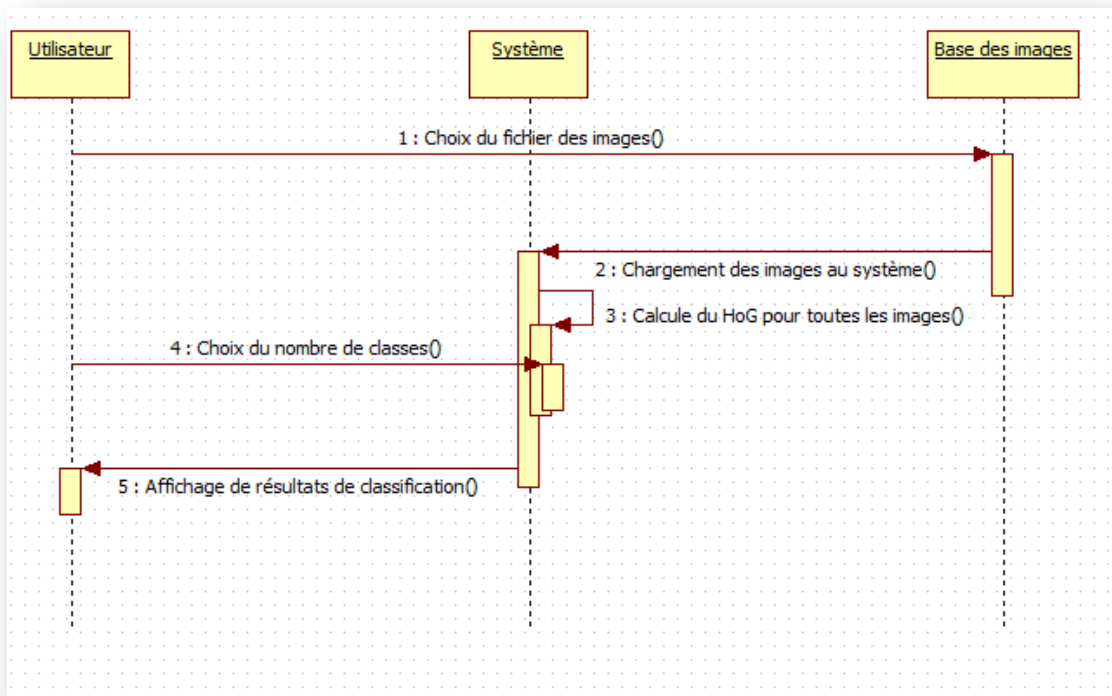 Utilisateur
Système
Base des images
1 : Choix du fichier des images()
2 : Chargement des images au système()
3 : Calcule du HoG pour toutes les images()
4 : Choix du nombre de classes()
5 : Affichage de résultats de classification()